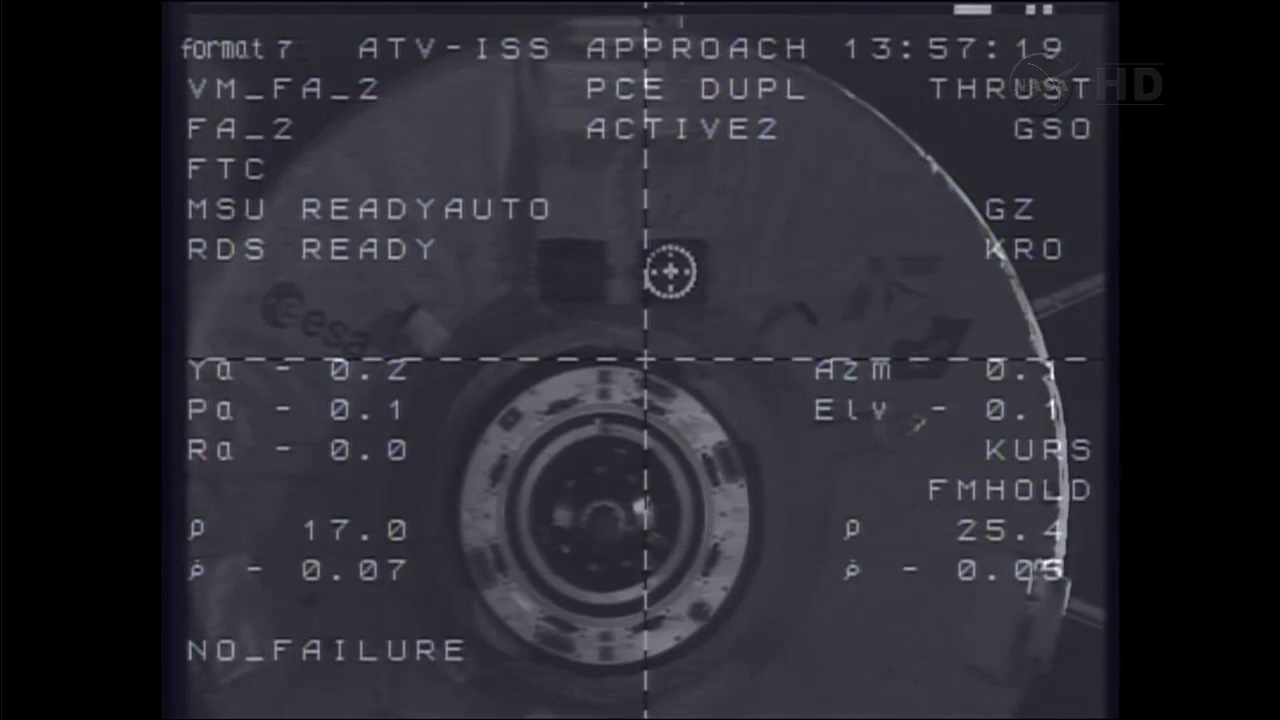 format 7 ATV-ISS APPROACH 13:57:19
NASA HD
VM_FA_2 PCE DUPL THRUST
FA_2 ACTIVE2 GSO
FTC
MSU READYAUTO GZ
RDS READY KRO
esa
Ya - 0.2 Azm 0.1
Pa - 0.1 Elv - 0.1
Ra - 0.0 KURS
FMHOLD
ρ 17.0 ρ 25.4
ρ̇ - 0.07 ρ̇ - 0.05
NO_FAILURE